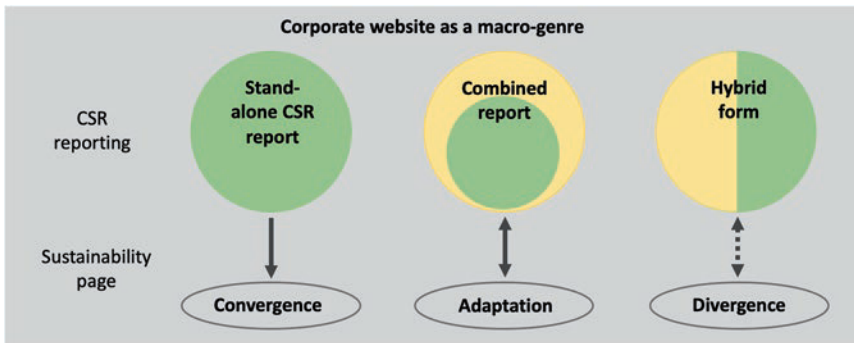 Corporate website as a macro-genre
CSR
reporting
Stand-
alone CSR
report
Combined
report
Hybrid
form
Sustainability
page
Convergence
Adaptation
Divergence